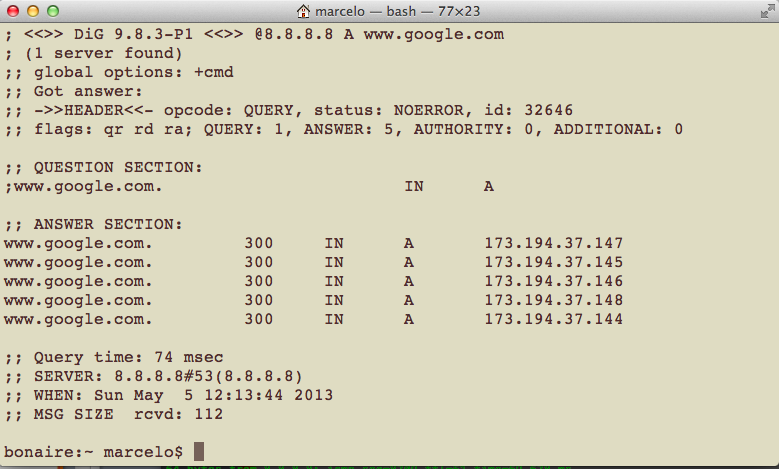 marcelo — bash — 77×23
; <<>> DiG 9.8.3-P1 <<>> @8.8.8.8 A www.google.com
; (1 server found)
;; global options: +cmd
;; Got answer:
;; ->>HEADER<<- opcode: QUERY, status: NOERROR, id: 32646
;; flags: qr rd ra; QUERY: 1, ANSWER: 5, AUTHORITY: 0, ADDITIONAL: 0
;; QUESTION SECTION:
;www.google.com. IN A
;; ANSWER SECTION:
www.google.com. 300 IN A 173.194.37.147
www.google.com. 300 IN A 173.194.37.145
www.google.com. 300 IN A 173.194.37.146
www.google.com. 300 IN A 173.194.37.148
www.google.com. 300 IN A 173.194.37.144
;; Query time: 74 msec
;; SERVER: 8.8.8.8#53(8.8.8.8)
;; WHEN: Sun May  5 12:13:44 2013
;; MSG SIZE  rcvd: 112
bonaire:~ marcelo$